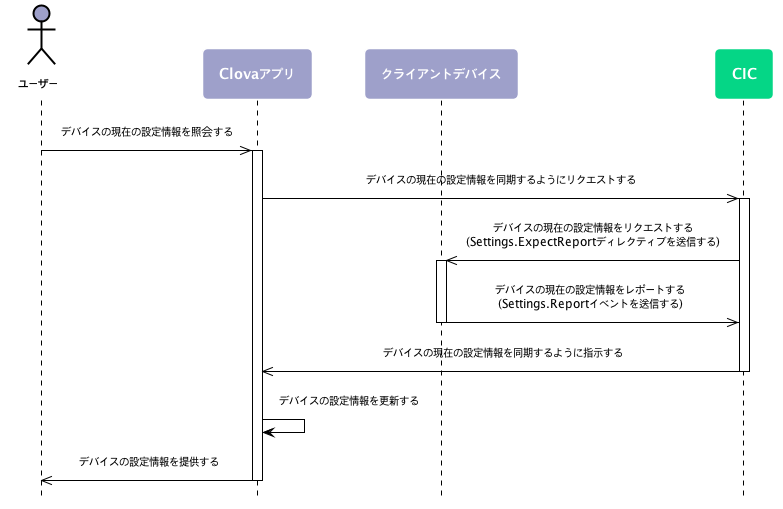 ユーザー
Clovaアプリ
クライアントデバイス
CIC
デバイスの現在の設定情報を照会する
デバイスの現在の設定情報を同期するようにリクエストする
デバイスの現在の設定情報をリクエストする
(Settings.ExpectReportディレクティブを送信する)
デバイスの現在の設定情報をレポートする
(Settings.Reportイベントを送信する)
デバイスの現在の設定情報を同期するように指示する
デバイスの設定情報を更新する
デバイスの設定情報を提供する